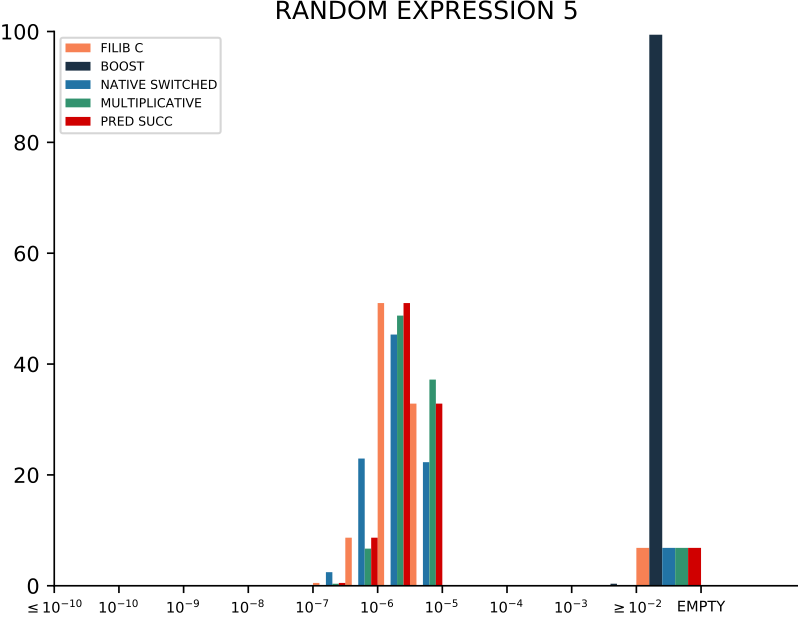 RANDOM EXPRESSION 5
100
80
60
40
20
0
FILIB C
BOOST
NATIVE SWITCHED
MULTIPLICATIVE
PRED SUCC
≤ 10⁻¹⁰ 10⁻¹⁰ 10⁻⁹ 10⁻⁸ 10⁻⁷ 10⁻⁶ 10⁻⁵ 10⁻⁴ 10⁻³ ≥ 10⁻² EMPTY